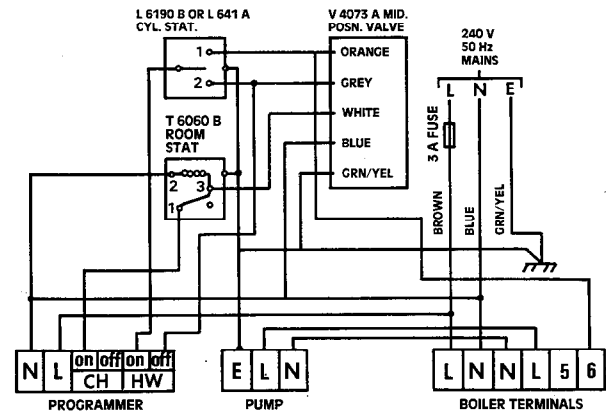 L 6190 B OR L 641 A
CYL. STAT.
V 4073 A MID.
POSN. VALVE
240 V
50 Hz
MAINS
1
2
ORANGE
GREY
WHITE
BLUE
GRN/YEL
L N E
3 A FUSE
T 6060 B
ROOM
STAT
2 3
1
BROWN
BLUE
GRN/YEL
N L on off on off
CH HW
E L N
L N N L 5 6
PROGRAMMER
PUMP
BOILER TERMINALS